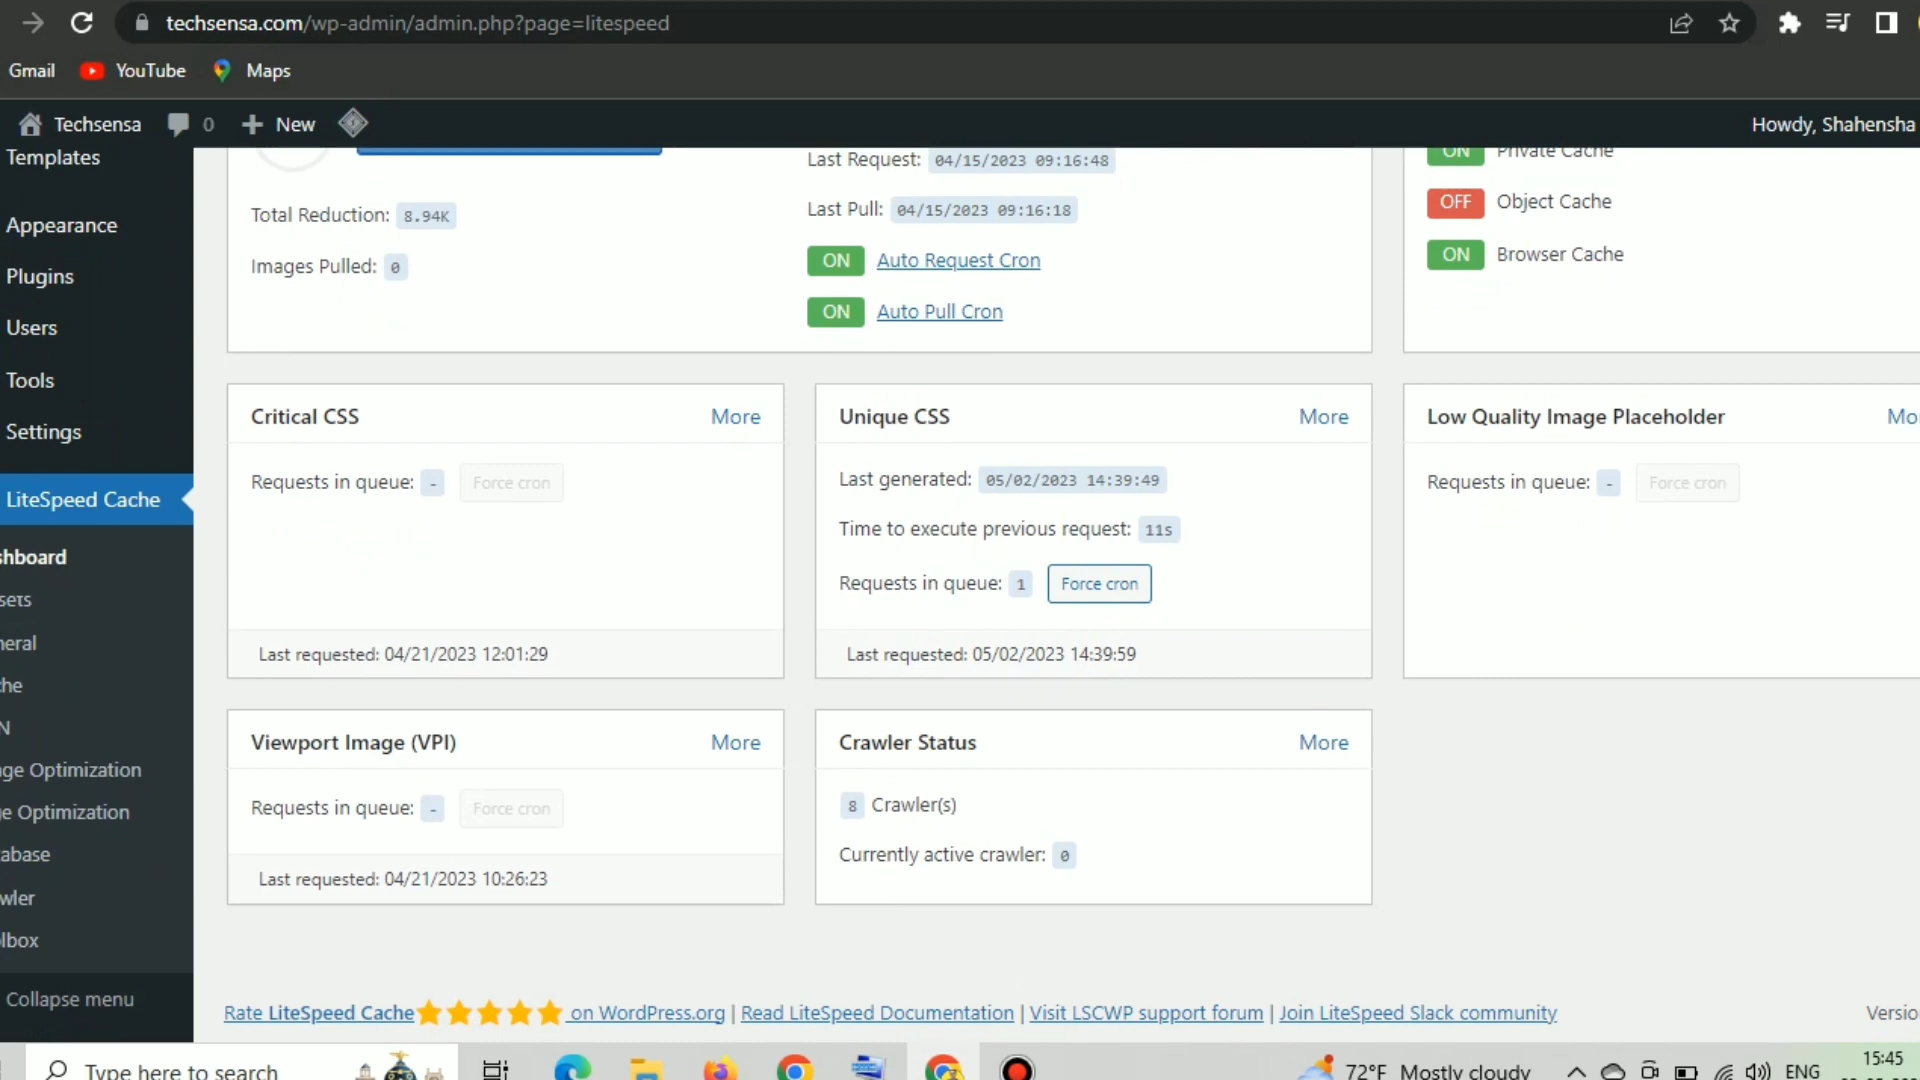 techsensa.com/wp-admin/admin.php?page=litespeed
Gmail YouTube Maps
Techsensa 0 New Howdy, Shahensha
Templates
Appearance
Plugins
Users
Tools
Settings
LiteSpeed Cache
shboard
sets
neral
che
N
ge Optimization
e Optimization
abase
wler
lbox
Collapse menu
Total Reduction: 8.94K
Images Pulled: 0
Last Request: 04/15/2023 09:16:48
Last Pull: 04/15/2023 09:16:18
ON Auto Request Cron
ON Auto Pull Cron
ON Private Cache
OFF Object Cache
ON Browser Cache
Critical CSS More
Requests in queue: - Force cron
Last requested: 04/21/2023 12:01:29
Unique CSS More
Last generated: 05/02/2023 14:39:49
Time to execute previous request: 11s
Requests in queue: 1 Force cron
Last requested: 05/02/2023 14:39:59
Low Quality Image Placeholder Mo
Requests in queue: - Force cron
Viewport Image (VPI) More
Requests in queue: - Force cron
Last requested: 04/21/2023 10:26:23
Crawler Status More
8 Crawler(s)
Currently active crawler: 0
Rate LiteSpeed Cache on WordPress.org | Read LiteSpeed Documentation | Visit LSCWP support forum | Join LiteSpeed Slack community Versio
Type here to search 72°F Mostly cloudy ENG 15:45